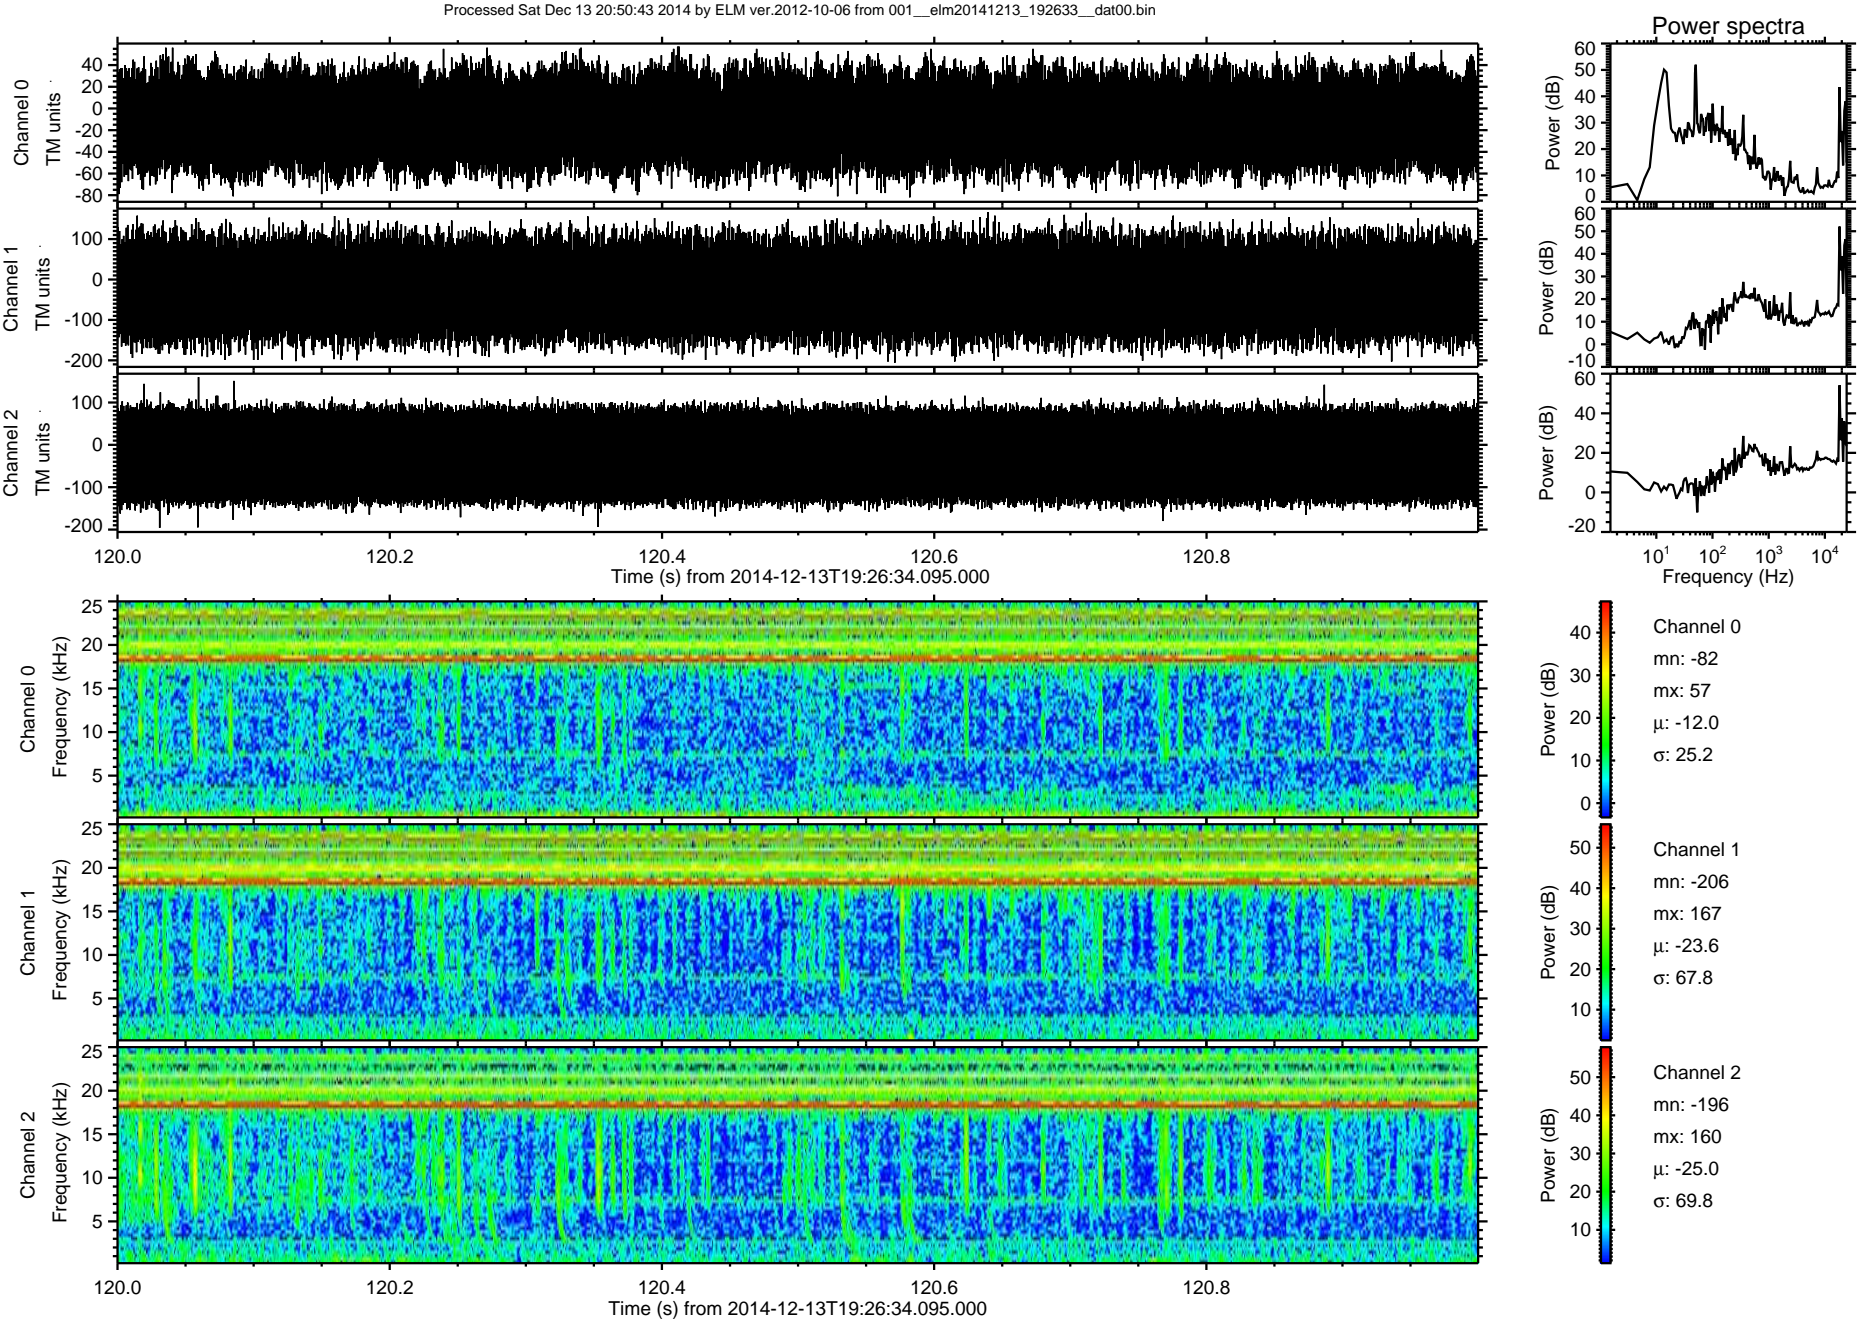 Processed Sat Dec 13 20:50:43 2014 by ELM ver.2012-10-06 from 001__elm20141213_192633__dat00.bin
Power spectra
Channel 0
TM units
40
20
0
-20
-40
-60
-80
Power (dB)
60
50
40
30
20
10
0
Channel 1
TM units
100
0
-100
-200
Power (dB)
60
50
40
30
20
10
0
-10
Channel 2
TM units
100
0
-100
-200
Power (dB)
60
40
20
0
-20
120.0 120.2 120.4 120.6 120.8
Time (s) from 2014-12-13T19:26:34.095.000
10^1 10^2 10^3 10^4
Frequency (Hz)
Channel 0
Frequency (kHz)
25
20
15
10
5
Power (dB)
40
30
20
10
0
Channel 0
mn: -82
mx: 57
µ: -12.0
σ: 25.2
Channel 1
Frequency (kHz)
25
20
15
10
5
Power (dB)
50
40
30
20
10
Channel 1
mn: -206
mx: 167
µ: -23.6
σ: 67.8
Channel 2
Frequency (kHz)
25
20
15
10
5
Power (dB)
50
40
30
20
10
Channel 2
mn: -196
mx: 160
µ: -25.0
σ: 69.8
120.0 120.2 120.4 120.6 120.8
Time (s) from 2014-12-13T19:26:34.095.000